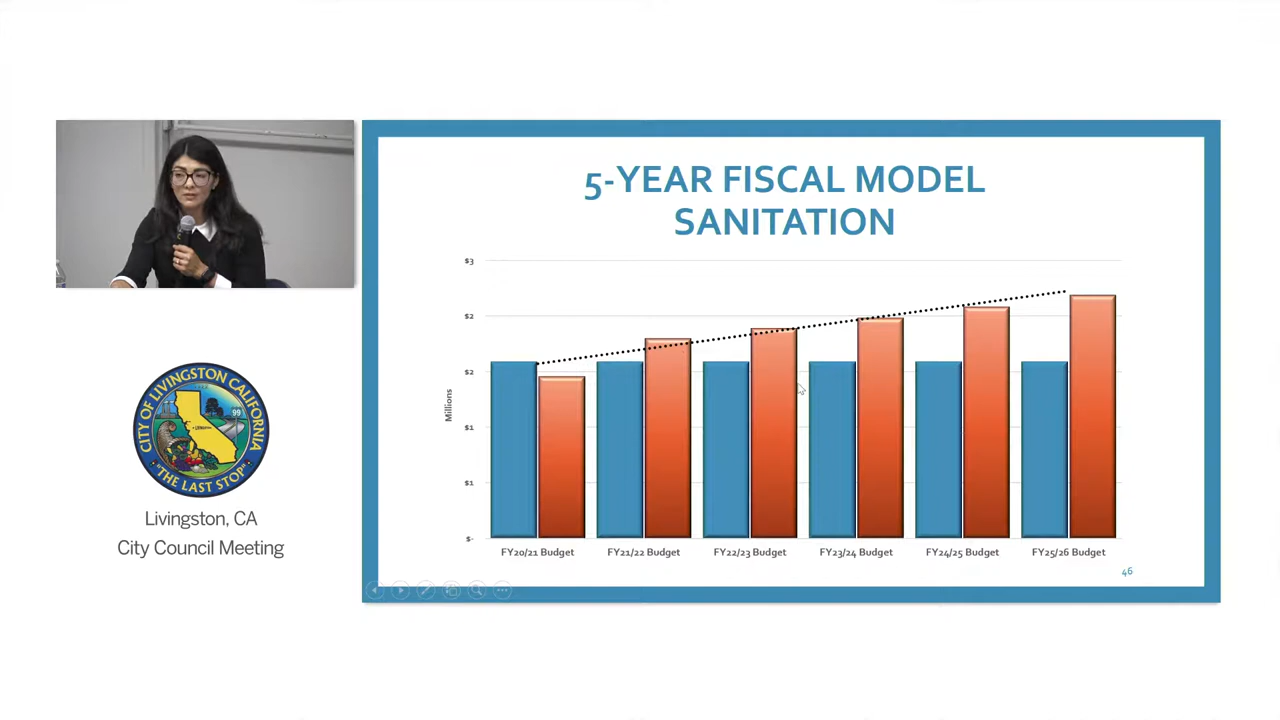 5-YEAR FISCAL MODEL
SANITATION
$3
$2
$2
$1
$1
$-
Millions
FY20/21 Budget
FY21/22 Budget
FY22/23 Budget
FY23/24 Budget
FY24/25 Budget
FY25/26 Budget
46
CITY OF LIVINGSTON CALIFORNIA
99
"THE LAST STOP"
Livingston, CA
City Council Meeting